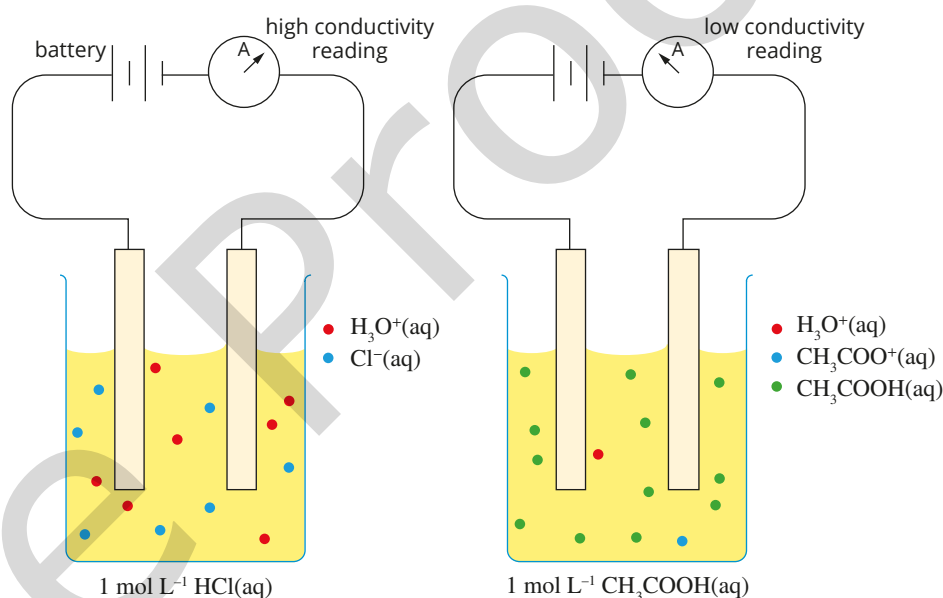 battery
A
high conductivity
reading
H₃O⁺(aq)
Cl⁻(aq)
1 mol L⁻¹ HCl(aq)
A
low conductivity
reading
H₃O⁺(aq)
CH₃COO⁺(aq)
CH₃COOH(aq)
1 mol L⁻¹ CH₃COOH(aq)
e Proo